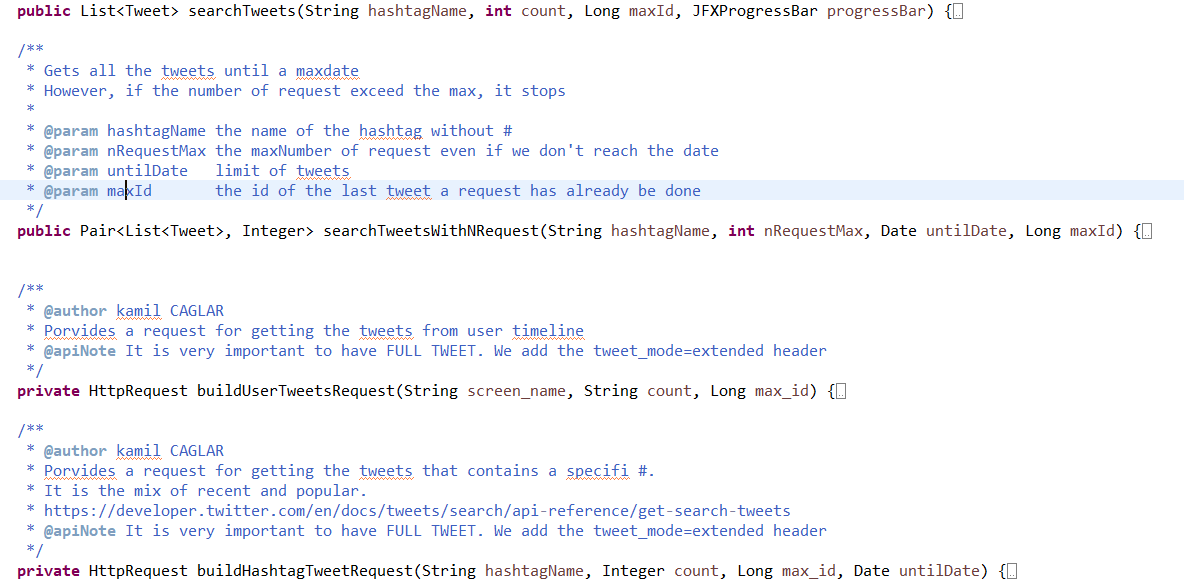 public List<Tweet> searchTweets(String hashtagName, int count, Long maxId, JFXProgressBar progressBar) {
/**
* Gets all the tweets until a maxdate
* However, if the number of request exceed the max, it stops
*
* @param hashtagName the name of the hashtag without #
* @param nRequestMax the maxNumber of request even if we don't reach the date
* @param untilDate   limit of tweets
* @param maxId       the id of the last tweet a request has already be done
*/
public Pair<List<Tweet>, Integer> searchTweetsWithNRequest(String hashtagName, int nRequestMax, Date untilDate, Long maxId) {
/**
* @author kamil CAGLAR
* Porvides a request for getting the tweets from user timeline
* @apiNote It is very important to have FULL TWEET. We add the tweet_mode=extended header
*/
private HttpRequest buildUserTweetsRequest(String screen_name, String count, Long max_id) {
/**
* @author kamil CAGLAR
* Porvides a request for getting the tweets that contains a specifi #.
* It is the mix of recent and popular.
* https://developer.twitter.com/en/docs/tweets/search/api-reference/get-search-tweets
* @apiNote It is very important to have FULL TWEET. We add the tweet_mode=extended header
*/
private HttpRequest buildHashtagTweetRequest(String hashtagName, Integer count, Long max_id, Date untilDate) {